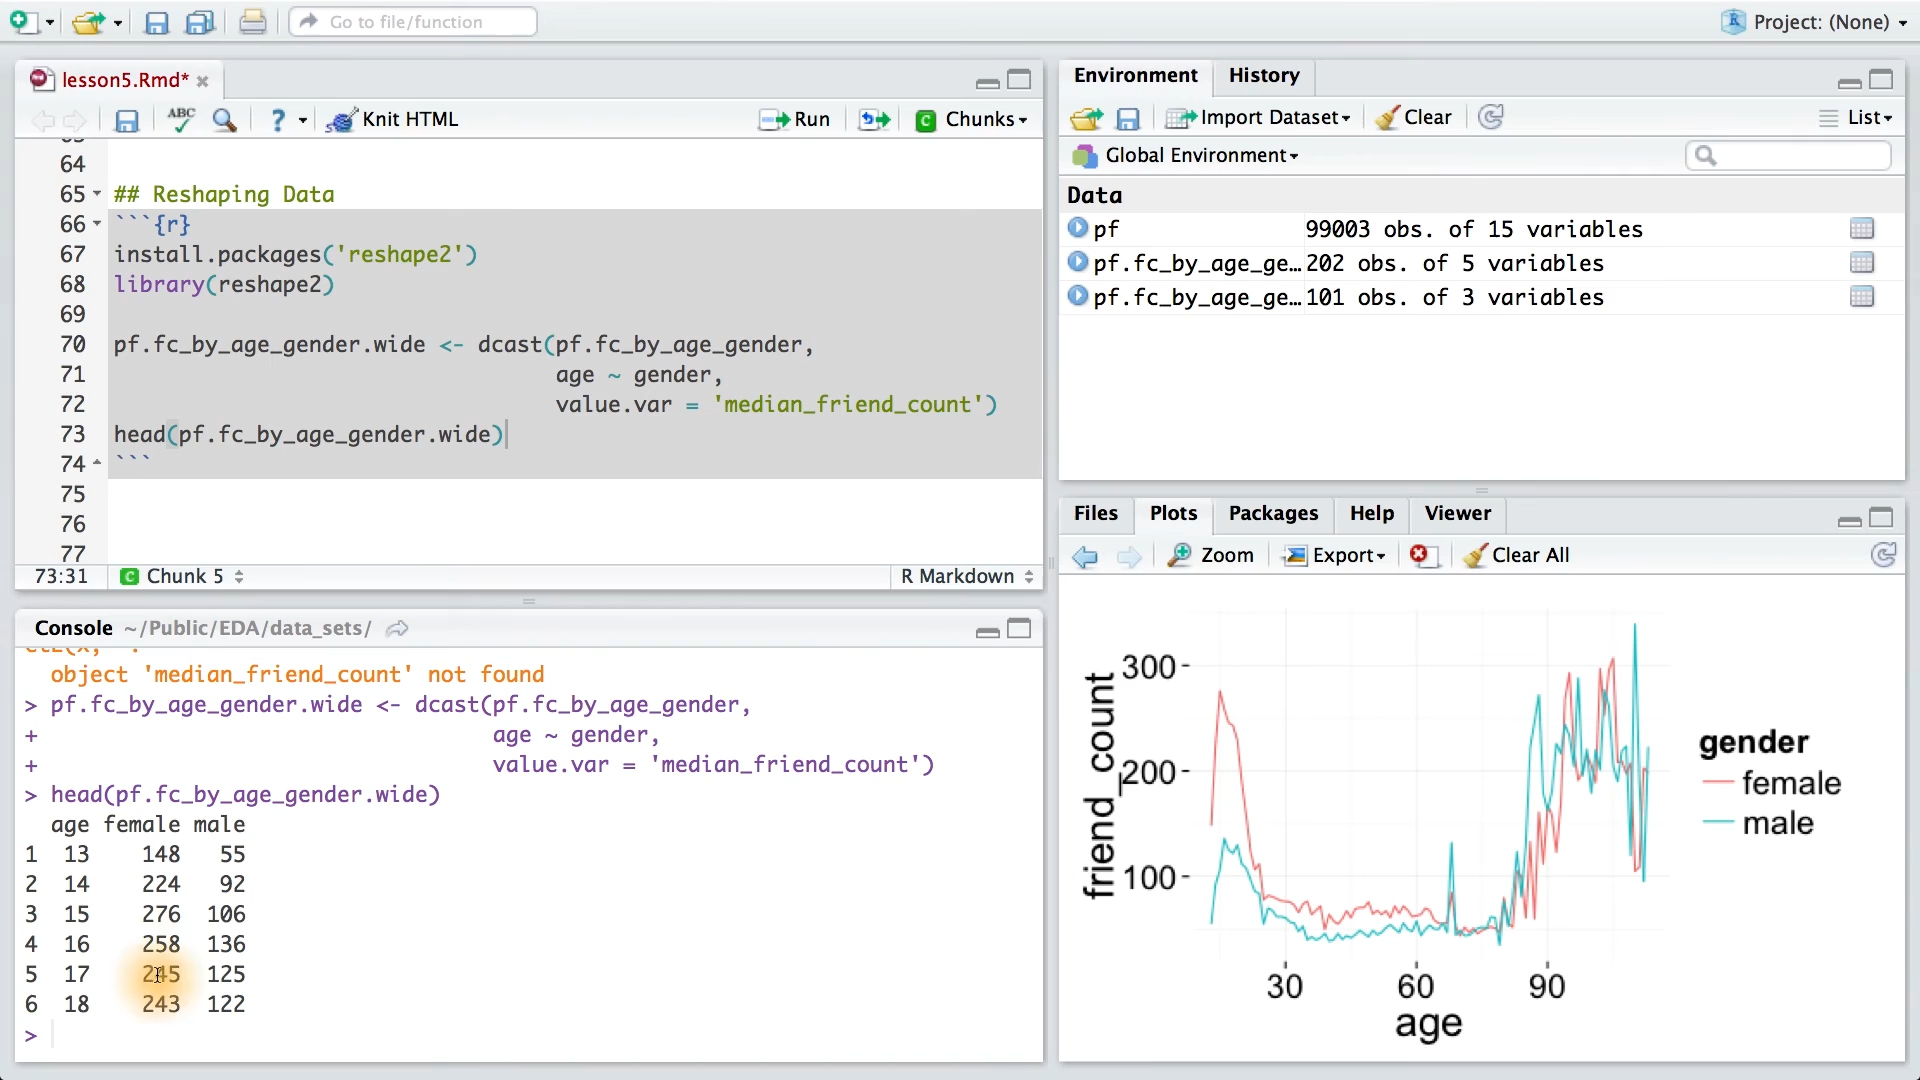 Go to file/function
Project: (None)
lesson5.Rmd*
ABC
? Knit HTML
Run
Chunks
64
65 ## Reshaping Data
66 ```{r}
67 install.packages('reshape2')
68 library(reshape2)
69
70 pf.fc_by_age_gender.wide <- dcast(pf.fc_by_age_gender,
71 age ~ gender,
72 value.var = 'median_friend_count')
73 head(pf.fc_by_age_gender.wide)
74 ```
75
76
77
73:31 C Chunk 5 R Markdown
Console ~/Public/EDA/data_sets/
object 'median_friend_count' not found
> pf.fc_by_age_gender.wide <- dcast(pf.fc_by_age_gender,
+ age ~ gender,
+ value.var = 'median_friend_count')
> head(pf.fc_by_age_gender.wide)
age female male
1 13 148 55
2 14 224 92
3 15 276 106
4 16 258 136
5 17 245 125
6 18 243 122
>
Environment History
Import Dataset Clear List
Global Environment
Data
pf 99003 obs. of 15 variables
pf.fc_by_age_ge… 202 obs. of 5 variables
pf.fc_by_age_ge… 101 obs. of 3 variables
Files Plots Packages Help Viewer
Zoom Export Clear All
friend_count
300
200
100
30 60 90
age
gender
female
male